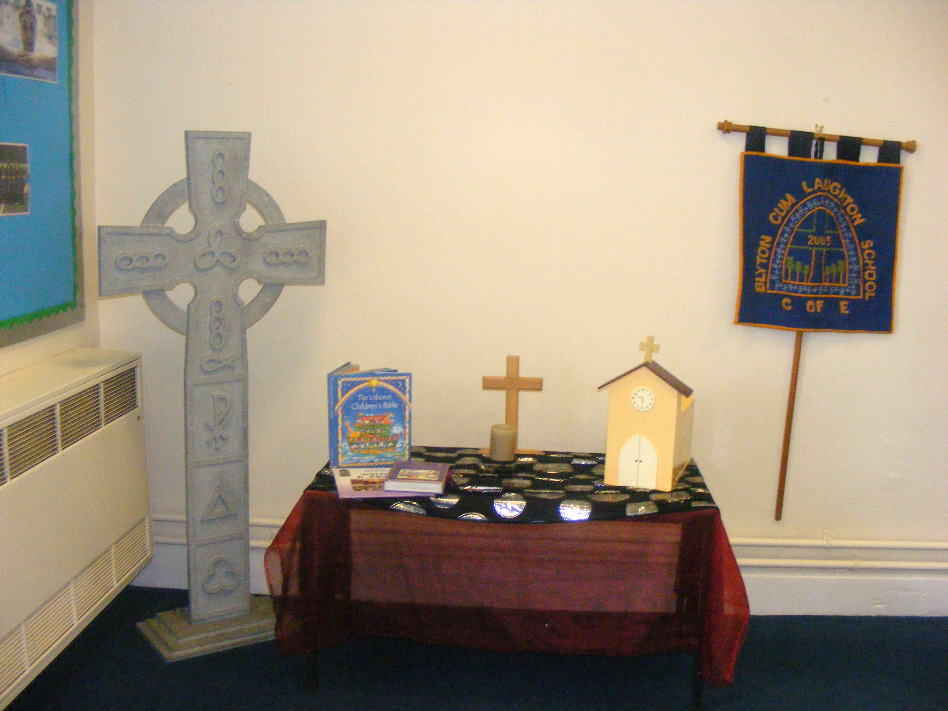 The Usborne
Children's Bible
BLYTON CUM LAUGHTON SCHOOL
2005
C OF E